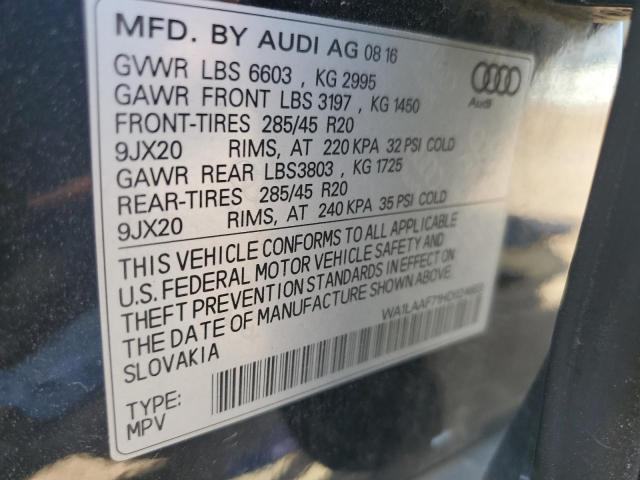 MFD. BY AUDI AG 08 16
GVWR LBS 6603 , KG 2995
GAWR FRONT LBS 3197 , KG 1450
FRONT-TIRES 285/45 R20
9JX20 RIMS, AT 220 KPA 32 PSI COLD
GAWR REAR LBS3803 , KG 1725
REAR-TIRES 285/45 R20
9JX20 RIMS, AT 240 KPA 35 PSI COLD
Audi
THIS VEHICLE CONFORMS TO ALL APPLICABLE
U.S. FEDERAL MOTOR VEHICLE SAFETY AND
THEFT PREVENTION STANDARDS IN EFFECT ON
THE DATE OF MANUFACTURE SHOWN ABOVE.
SLOVAKIA
TYPE:
MPV